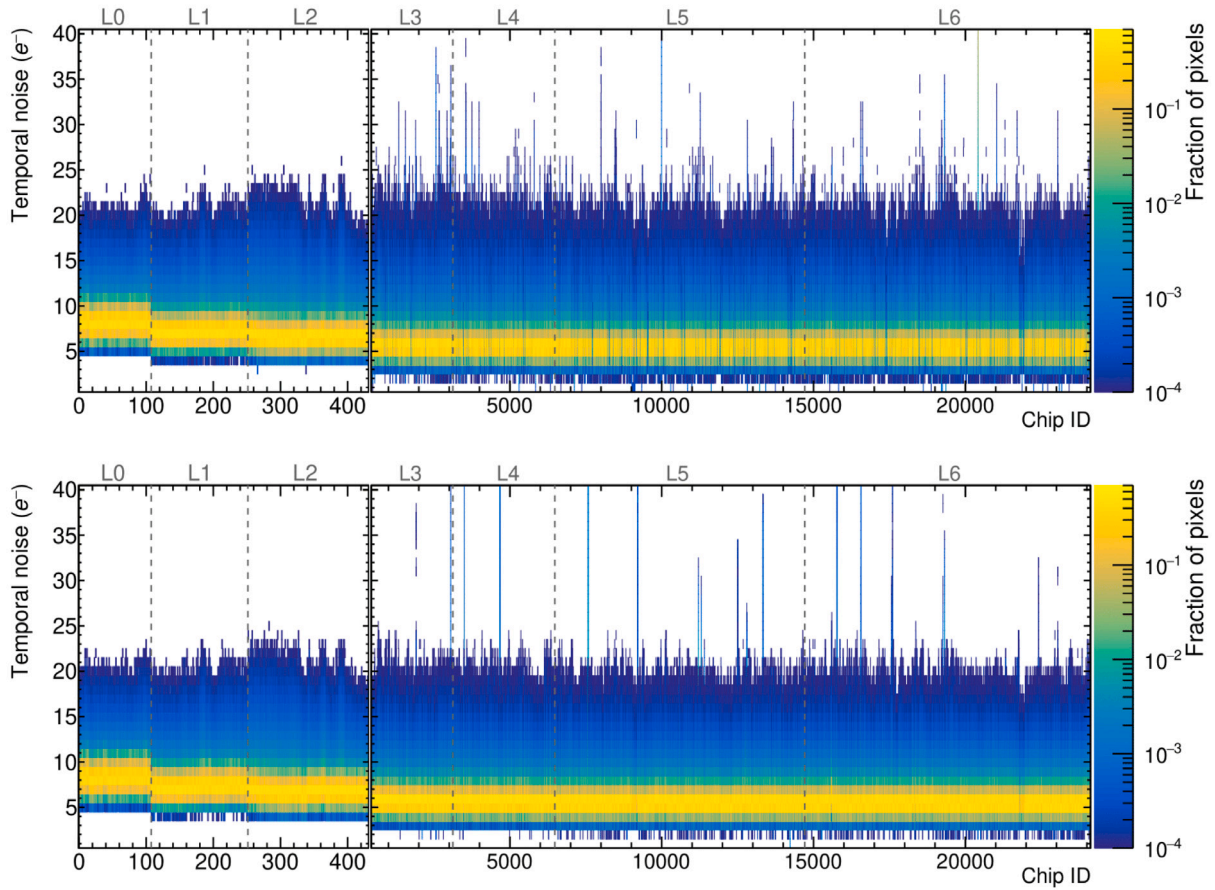 L0 L1 L2 L3 L4 L5 L6
Temporal noise (e⁻)
40
35
30
25
20
15
10
5
0 100 200 300 400 5000 10000 15000 20000
Chip ID
10⁻¹
10⁻²
10⁻³
10⁻⁴
Fraction of pixels
L0 L1 L2 L3 L4 L5 L6
Temporal noise (e⁻)
40
35
30
25
20
15
10
5
0 100 200 300 400 5000 10000 15000 20000
Chip ID
10⁻¹
10⁻²
10⁻³
10⁻⁴
Fraction of pixels